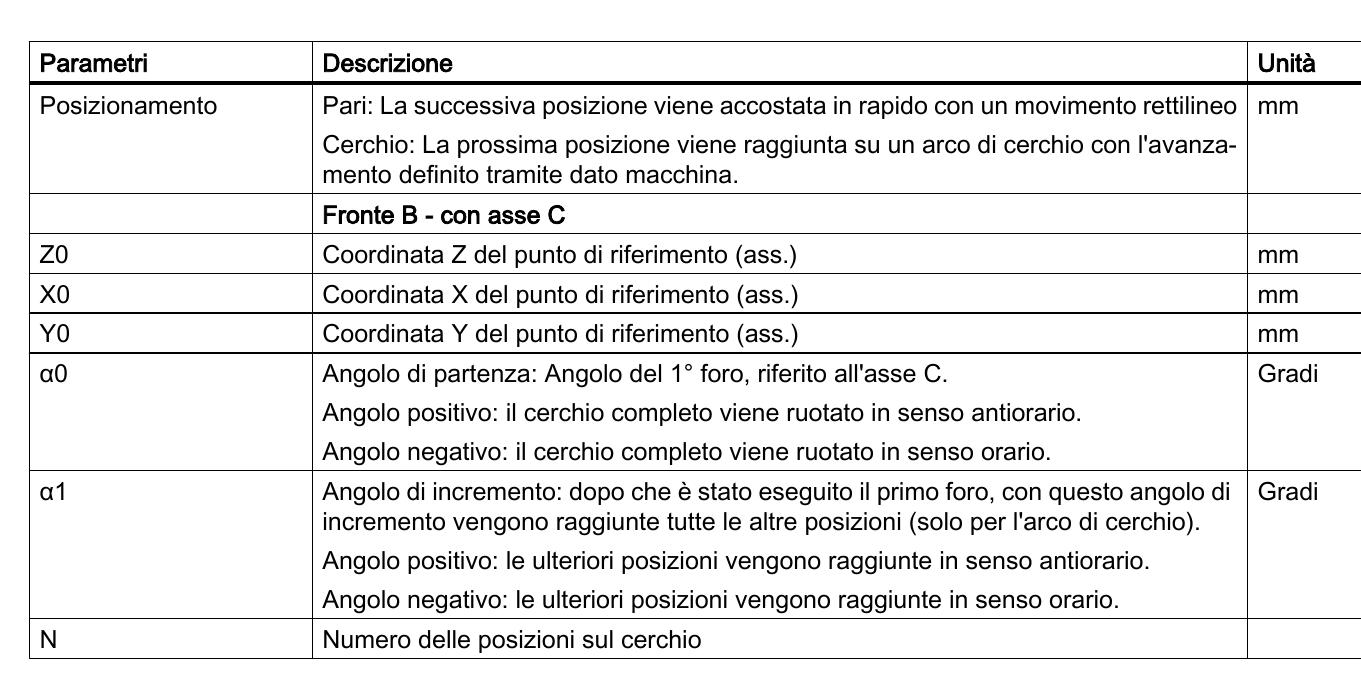 Parametri Descrizione Unità
Posizionamento Pari: La successiva posizione viene accostata in rapido con un movimento rettilineo mm
Cerchio: La prossima posizione viene raggiunta su un arco di cerchio con l'avanza-
mento definito tramite dato macchina.
Fronte B - con asse C
Z0 Coordinata Z del punto di riferimento (ass.) mm
X0 Coordinata X del punto di riferimento (ass.) mm
Y0 Coordinata Y del punto di riferimento (ass.) mm
α0 Angolo di partenza: Angolo del 1° foro, riferito all'asse C. Gradi
Angolo positivo: il cerchio completo viene ruotato in senso antiorario.
Angolo negativo: il cerchio completo viene ruotato in senso orario.
α1 Angolo di incremento: dopo che è stato eseguito il primo foro, con questo angolo di Gradi
incremento vengono raggiunte tutte le altre posizioni (solo per l'arco di cerchio).
Angolo positivo: le ulteriori posizioni vengono raggiunte in senso antiorario.
Angolo negativo: le ulteriori posizioni vengono raggiunte in senso orario.
N Numero delle posizioni sul cerchio